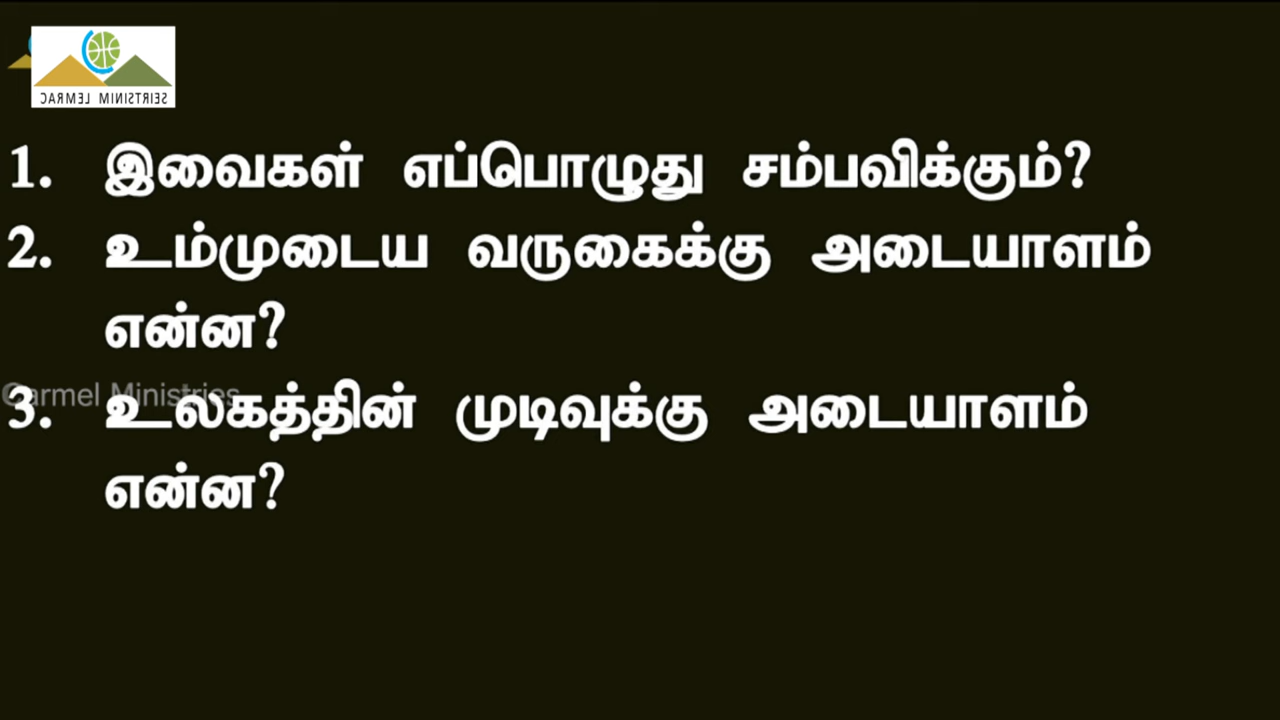 CARMEL MINISTRIES
1. இவைகள் எப்பொழுது சம்பவிக்கும்?
2. உம்முடைய வருகைக்கு அடையாளம்
என்ன?
Carmel Ministries
3. உலகத்தின் முடிவுக்கு அடையாளம்
என்ன?